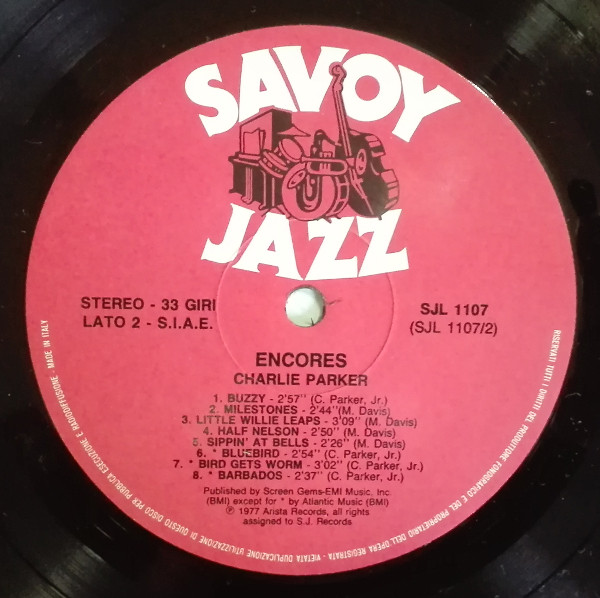 SAVOY
JAZZ
STEREO - 33 GIRI
LATO 2 - S.I.A.E.
SJL 1107
(SJL 1107/2)
ENCORES
CHARLIE PARKER
1. BUZZY - 2'57" (C. Parker, Jr.)
2. MILESTONES - 2'44"(M. Davis)
3. LITTLE WILLIE LEAPS - 3'09" (M. Davis)
4. HALF NELSON - 2'50" (M. Davis)
5. SIPPIN' AT BELLS - 2'26" (M. Davis)
6. * BLUEBIRD - 2'54" (C. Parker, Jr.)
7. * BIRD GETS WORM - 3'02" (C. Parker, Jr.)
8. * BARBADOS - 2'37" (C. Parker, Jr.)
Published by Screen Gems-EMI Music, Inc.
(BMI) except for * by Atlantic Music (BMI)
℗ 1977 Arista Records, all rights
assigned to S.J. Records
RISERVATI TUTTI I DIRITTI DEL PRODUTTORE FONOGRAFICO E DEL PROPRIETARIO DELL'OPERA REGISTRATA - VIETATA DUPLICAZIONE UTILIZZAZIONE DI QUESTO DISCO PER PUBBLICA ESECUZIONE E RADIODIFFUSIONE - MADE IN ITALY